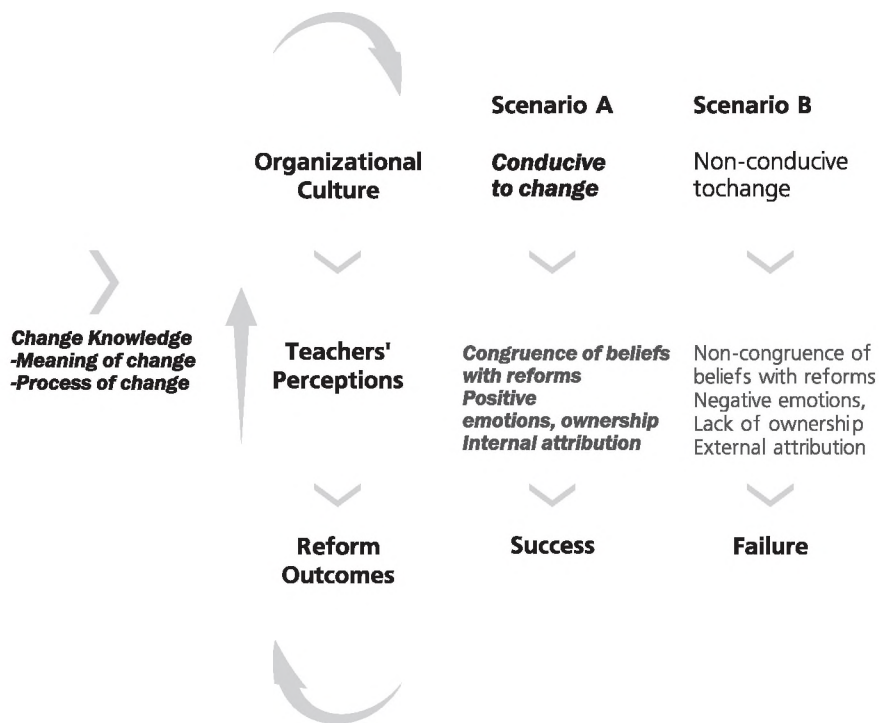 Scenario A
Scenario B
Organizational
Culture
Conducive
to change
Non-conducive
tochange
Change Knowledge
-Meaning of change
-Process of change
Teachers'
Perceptions
Congruence of beliefs
with reforms
Positive
emotions, ownership
Internal attribution
Non-congruence of
beliefs with reforms
Negative emotions,
Lack of ownership
External attribution
Reform
Outcomes
Success
Failure